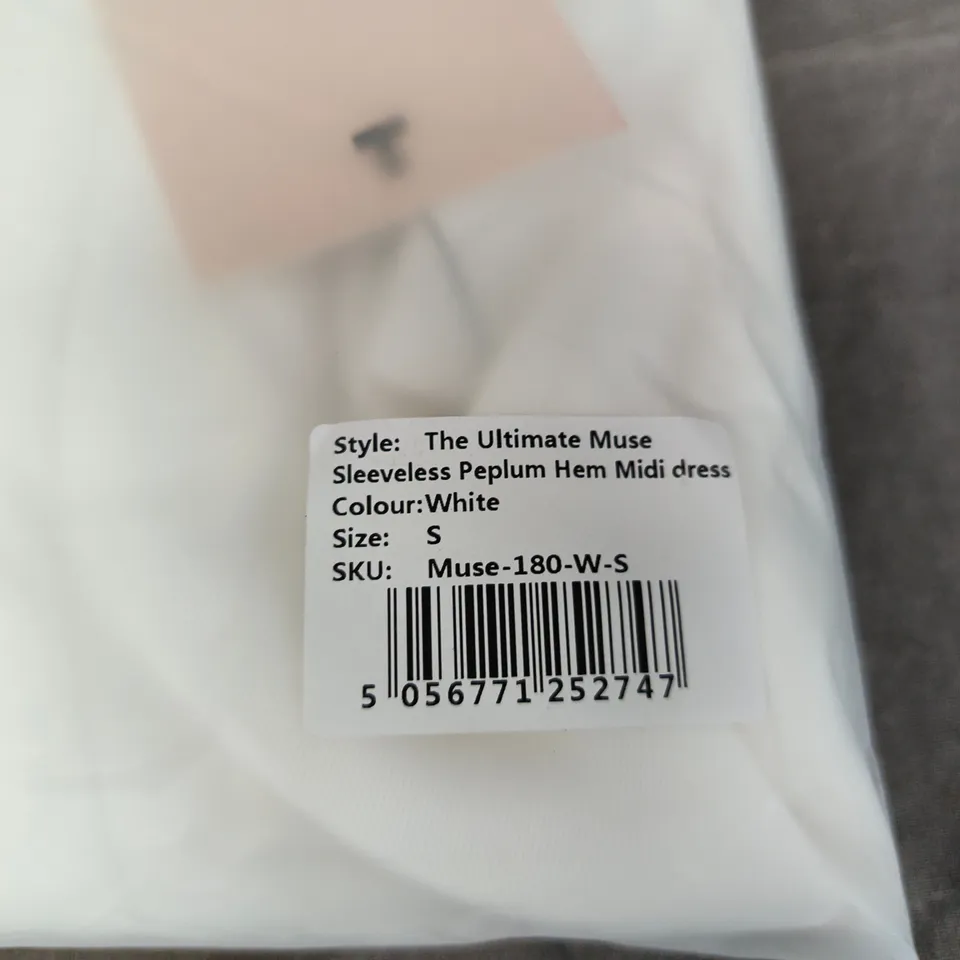 T
Style: The Ultimate Muse
Sleeveless Peplum Hem Midi dress
Colour:White
Size: S
SKU: Muse-180-W-S
5 056771 252747